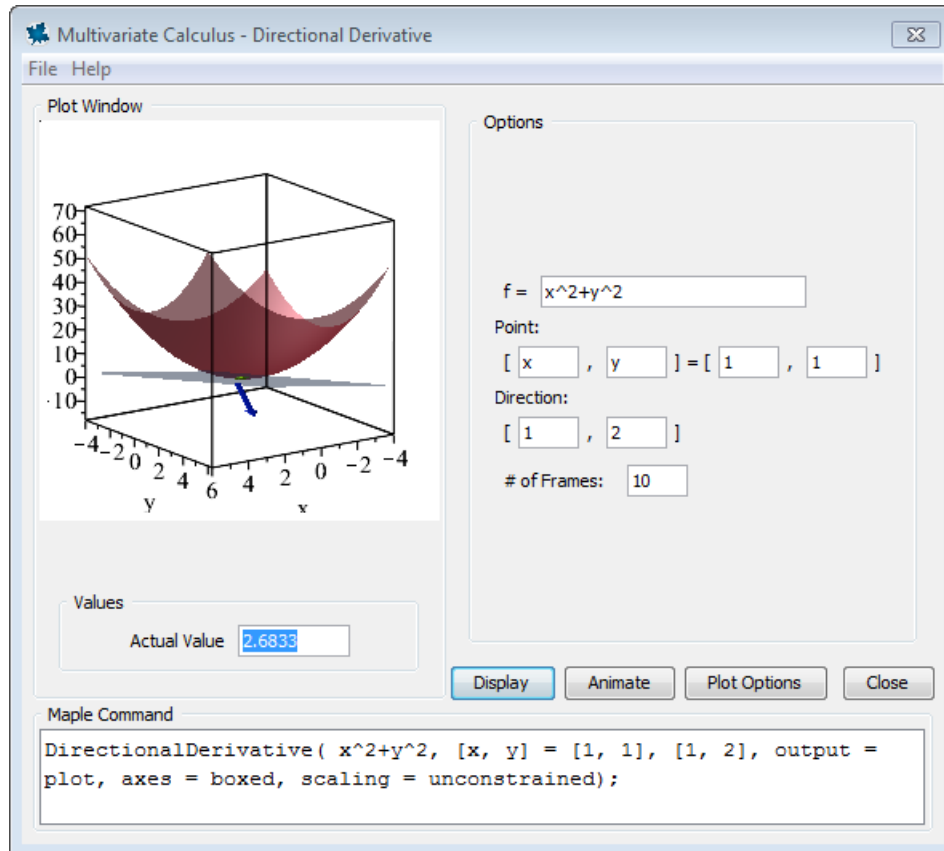 Multivariate Calculus - Directional Derivative
File Help
Plot Window
70
60
50
40
30
20
10
0
-10
-4 -2 0 2 4 6 4 2 0 -2 -4
y x
Values
Actual Value 2.6833
Options
f = x^2+y^2
Point:
[ x , y ] = [ 1 , 1 ]
Direction:
[ 1 , 2 ]
# of Frames: 10
Display Animate Plot Options Close
Maple Command
DirectionalDerivative( x^2+y^2, [x, y] = [1, 1], [1, 2], output =
plot, axes = boxed, scaling = unconstrained);